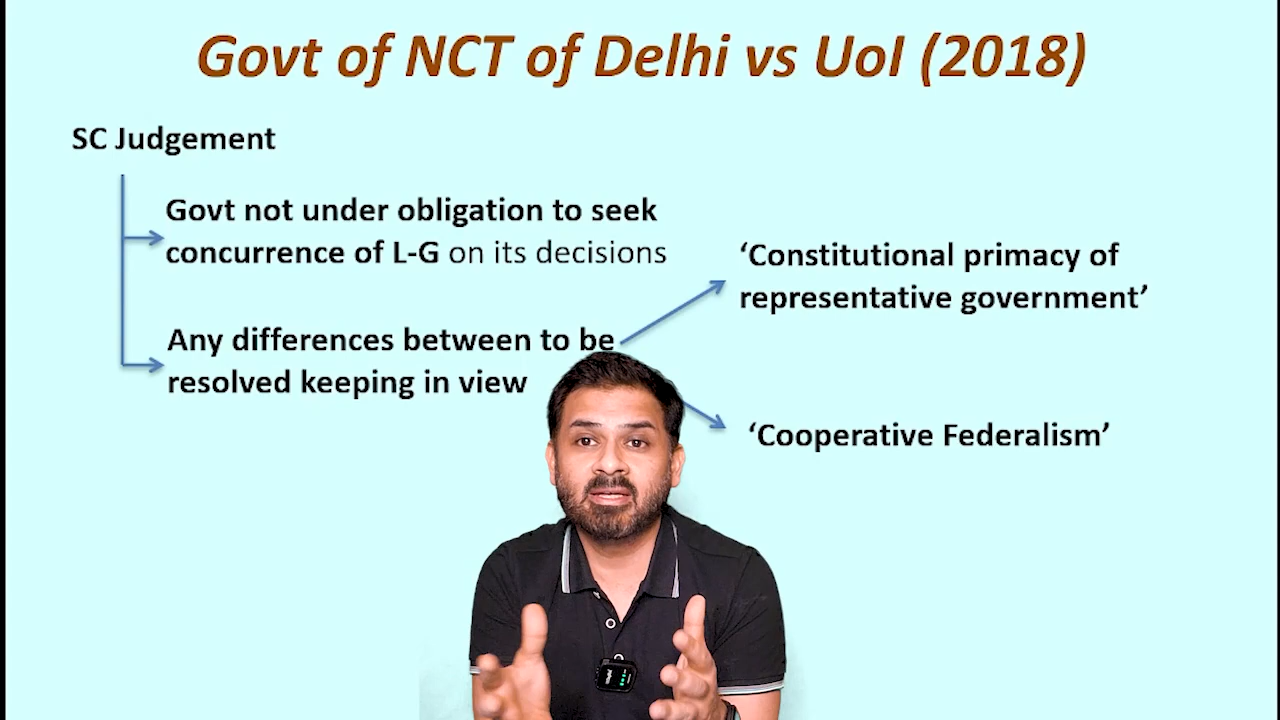 Govt of NCT of Delhi vs UoI (2018)
SC Judgement
Govt not under obligation to seek
concurrence of L-G on its decisions
Any differences between to be
resolved keeping in view
‘Constitutional primacy of
representative government’
‘Cooperative Federalism’